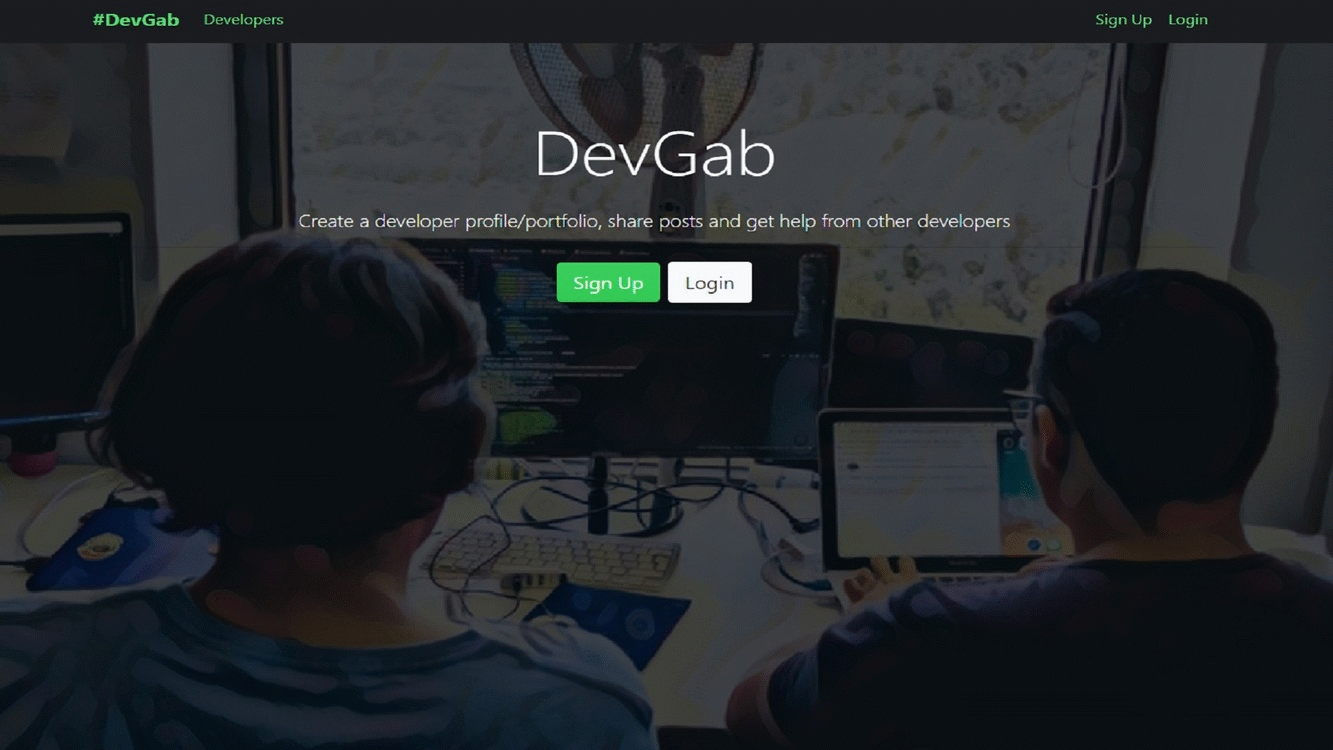 #DevGab Developers Sign Up Login
DevGab
Create a developer profile/portfolio, share posts and get help from other developers
Sign Up Login